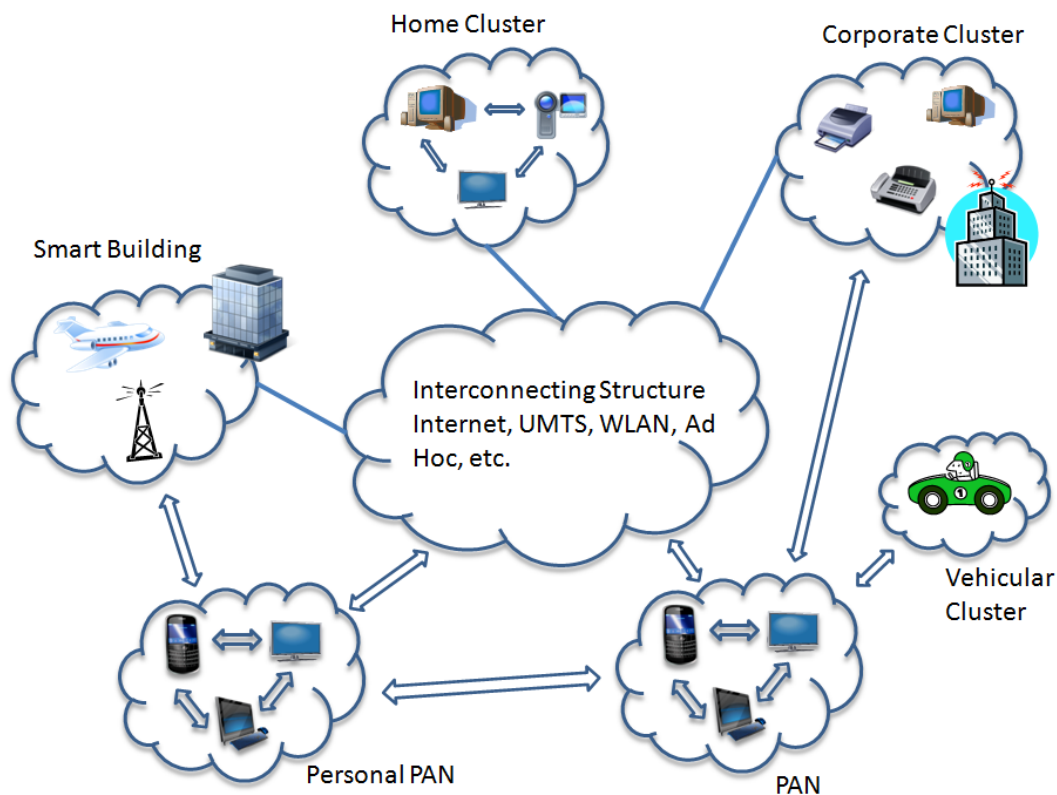 Home Cluster
Corporate Cluster
Smart Building
Interconnecting Structure
Internet, UMTS, WLAN, Ad
Hoc, etc.
1
Vehicular
Cluster
Personal PAN
PAN